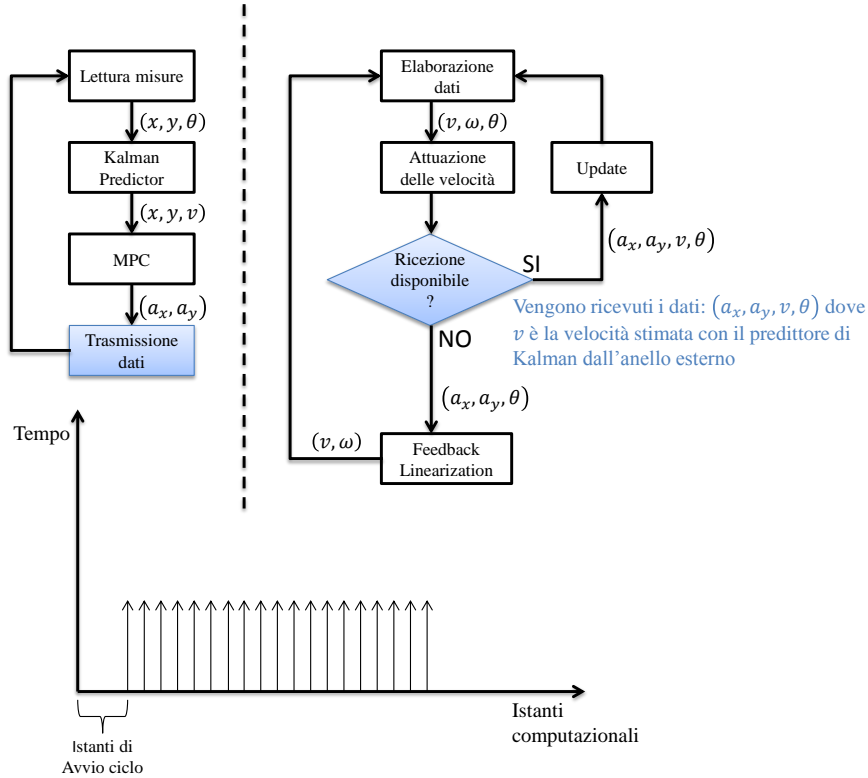 Lettura misure
(x, y, θ)
Kalman
Predictor
(x, y, v)
MPC
(a_x, a_y)
Trasmissione
dati
Elaborazione
dati
(v, ω, θ)
Attuazione
delle velocità
Update
Ricezione
disponibile
?
SI
(a_x, a_y, v, θ)
Vengono ricevuti i dati: (a_x, a_y, v, θ) dove
v è la velocità stimata con il predittore di
Kalman dall'anello esterno
NO
(a_x, a_y, θ)
(v, ω)
Feedback
Linearization
Tempo
Istanti
computazionali
Istanti di
Avvio ciclo